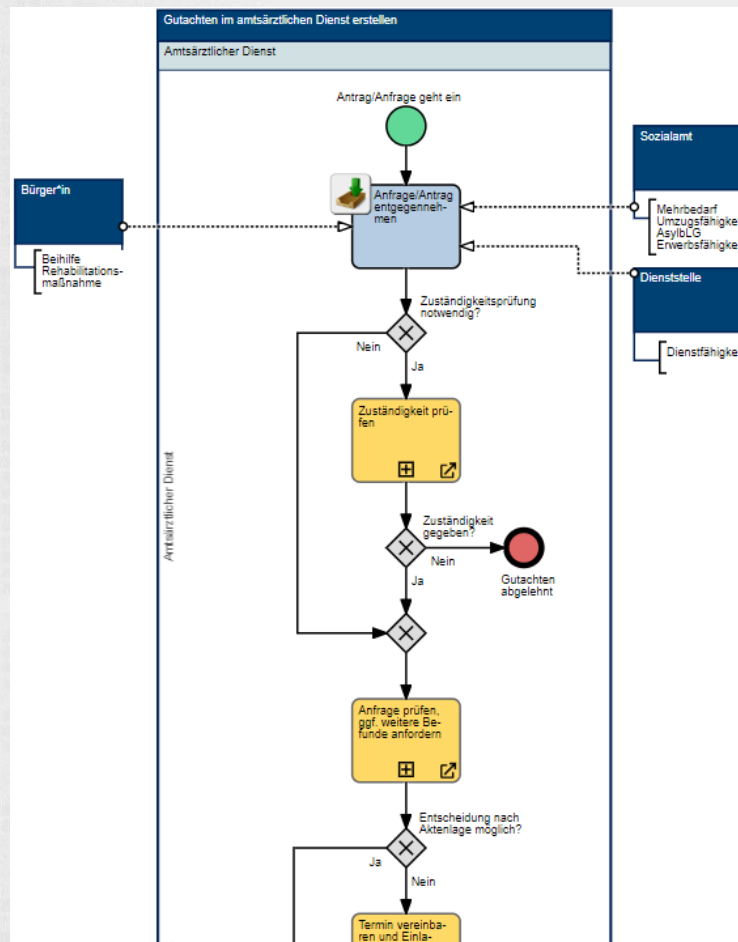 Gutachten im amtsärztlichen Dienst erstellen
Amtsärztlicher Dienst
Antrag/Anfrage geht ein
Sozialamt
Bürger*in
Anfrage/Antrag
entgegenneh-
men
Mehrbedarf
Umzugsfähigke
AsylbLG
Erwerbsfähigke
Beihilfe
Rehabilitations-
maßnahme
Dienststelle
Zuständigkeitsprüfung
notwendig?
Nein
Dienstfähigke
Ja
Zuständigkeit prü-
fen
Amtsärztlicher Dienst
Zuständigkeit
gegeben?
Nein
Ja
Gutachten
abgelehnt
Anfrage prüfen,
ggf. weitere Be-
funde anfordern
Entscheidung nach
Aktenlage möglich?
Ja
Nein
Termin vereinba-
ren und Einla-